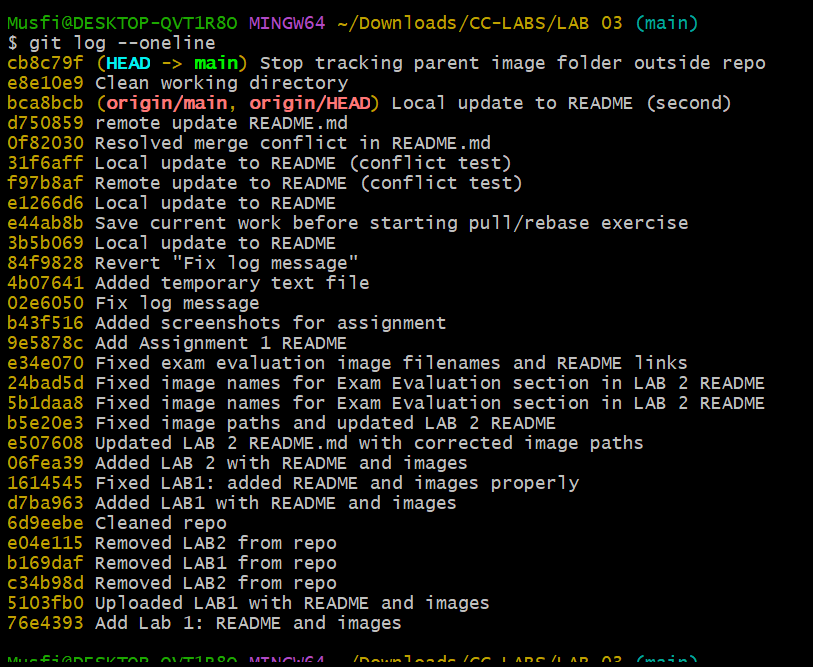 Musfi@DESKTOP-QVT1R8O MINGW64 ~/Downloads/CC-LABS/LAB 03 (main)
$ git log --oneline
cb8c79f (HEAD -> main) Stop tracking parent image folder outside repo
e8e10e9 Clean working directory
bca8bcb (origin/main, origin/HEAD) Local update to README (second)
d750859 remote update README.md
0f82030 Resolved merge conflict in README.md
31f6aff Local update to README (conflict test)
f97b8af Remote update to README (conflict test)
e1266d6 Local update to README
e44ab8b Save current work before starting pull/rebase exercise
3b5b069 Local update to README
84f9828 Revert "Fix log message"
4b07641 Added temporary text file
02e6050 Fix log message
b43f516 Added screenshots for assignment
9e5878c Add Assignment 1 README
e34e070 Fixed exam evaluation image filenames and README links
24bad5d Fixed image names for Exam Evaluation section in LAB 2 README
5b1daa8 Fixed image names for Exam Evaluation section in LAB 2 README
b5e20e3 Fixed image paths and updated LAB 2 README
e507608 Updated LAB 2 README.md with corrected image paths
06fea39 Added LAB 2 with README and images
1614545 Fixed LAB1: added README and images properly
d7ba963 Added LAB1 with README and images
6d9eebe Cleaned repo
e04e115 Removed LAB2 from repo
b169daf Removed LAB1 from repo
c34b98d Removed LAB2 from repo
5103fb0 Uploaded LAB1 with README and images
76e4393 Add Lab 1: README and images
Musfi@DESKTOP-QVT1R8O MINGW64 ~/Downloads/CC-LABS/LAB 03 (main)